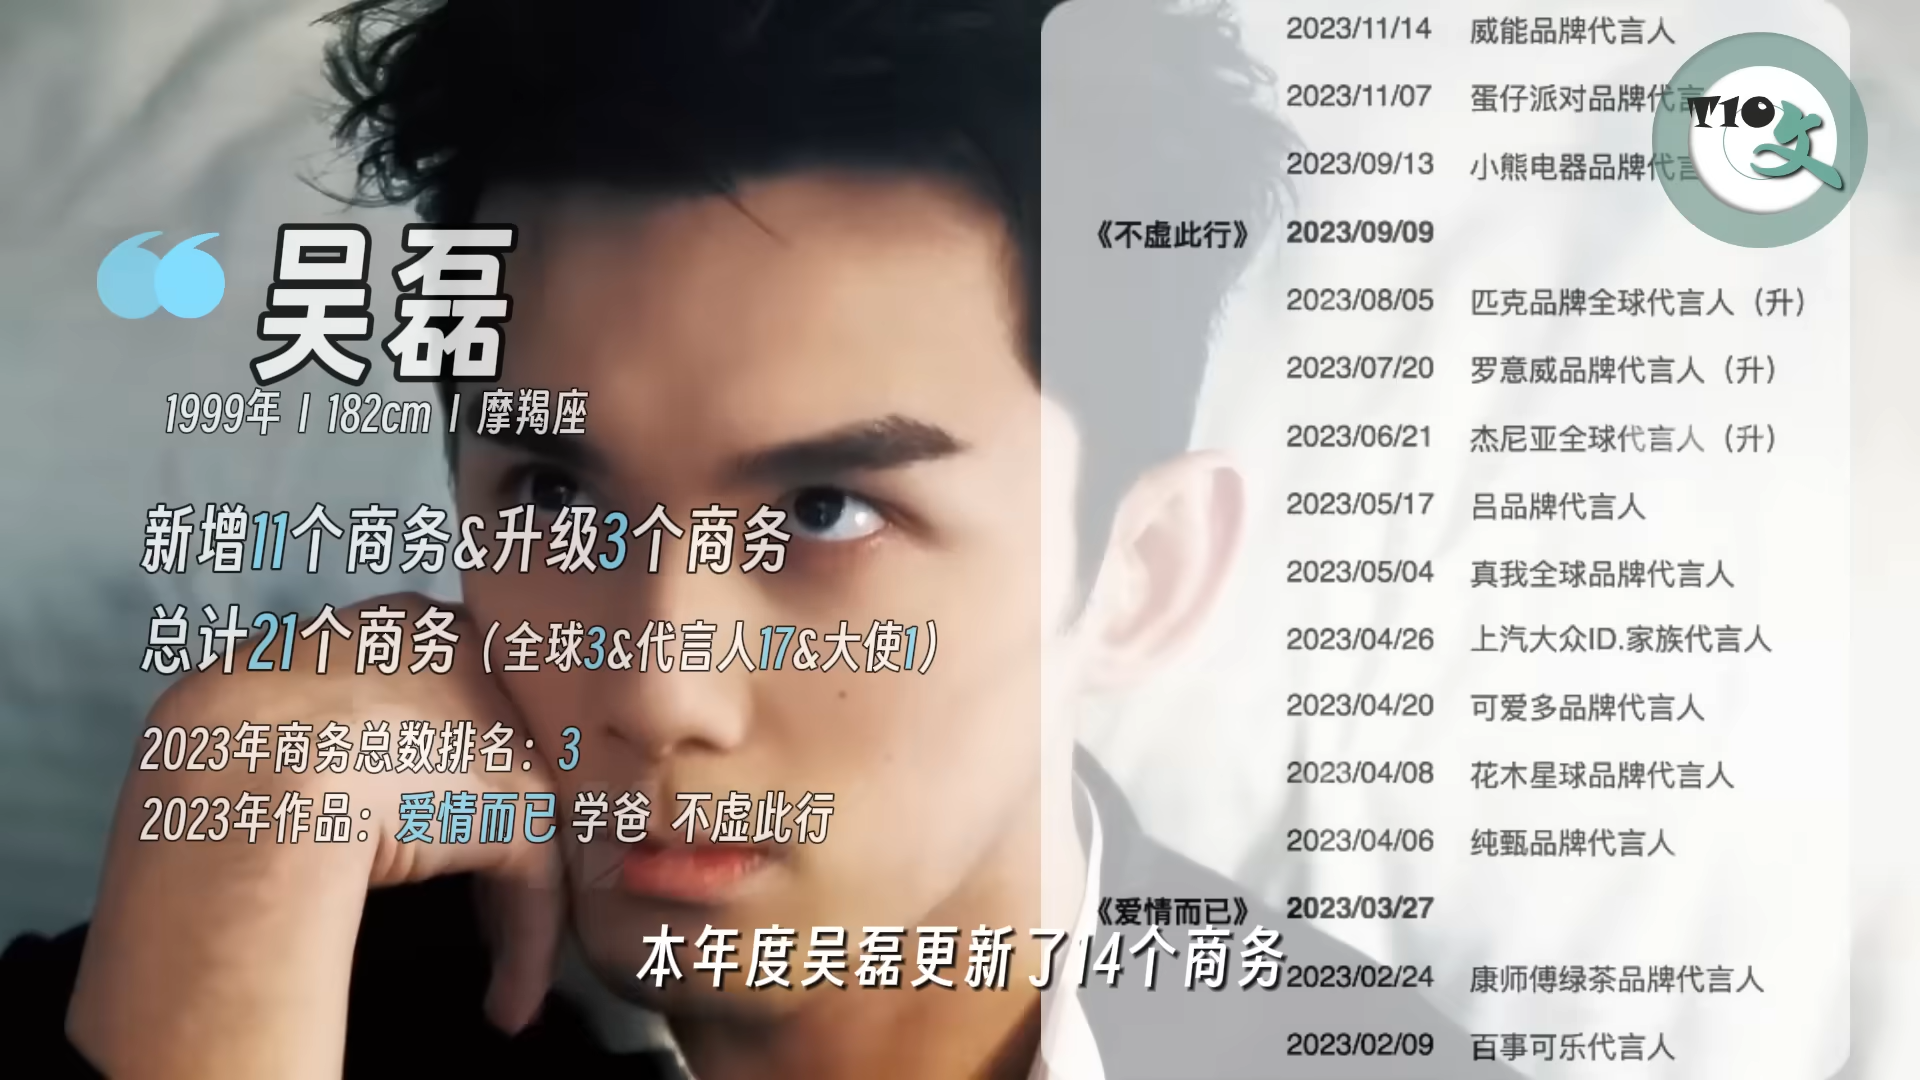 吴磊
1999年 | 182cm | 摩羯座
新增11个商务&升级3个商务
总计21个商务（全球3&代言人17&大使1）
2023年商务总数排名：3
2023年作品：爱情而已 学爸 不虚此行
2023/11/14 威能品牌代言人
2023/11/07 蛋仔派对品牌代言
2023/09/13 小熊电器品牌代言
《不虚此行》 2023/09/09
2023/08/05 匹克品牌全球代言人（升）
2023/07/20 罗意威品牌代言人（升）
2023/06/21 杰尼亚全球代言人（升）
2023/05/17 吕品牌代言人
2023/05/04 真我全球品牌代言人
2023/04/26 上汽大众ID.家族代言人
2023/04/20 可爱多品牌代言人
2023/04/08 花木星球品牌代言人
2023/04/06 纯甄品牌代言人
《爱情而已》 2023/03/27
2023/02/24 康师傅绿茶品牌代言人
2023/02/09 百事可乐代言人
T10文
本年度吴磊更新了14个商务